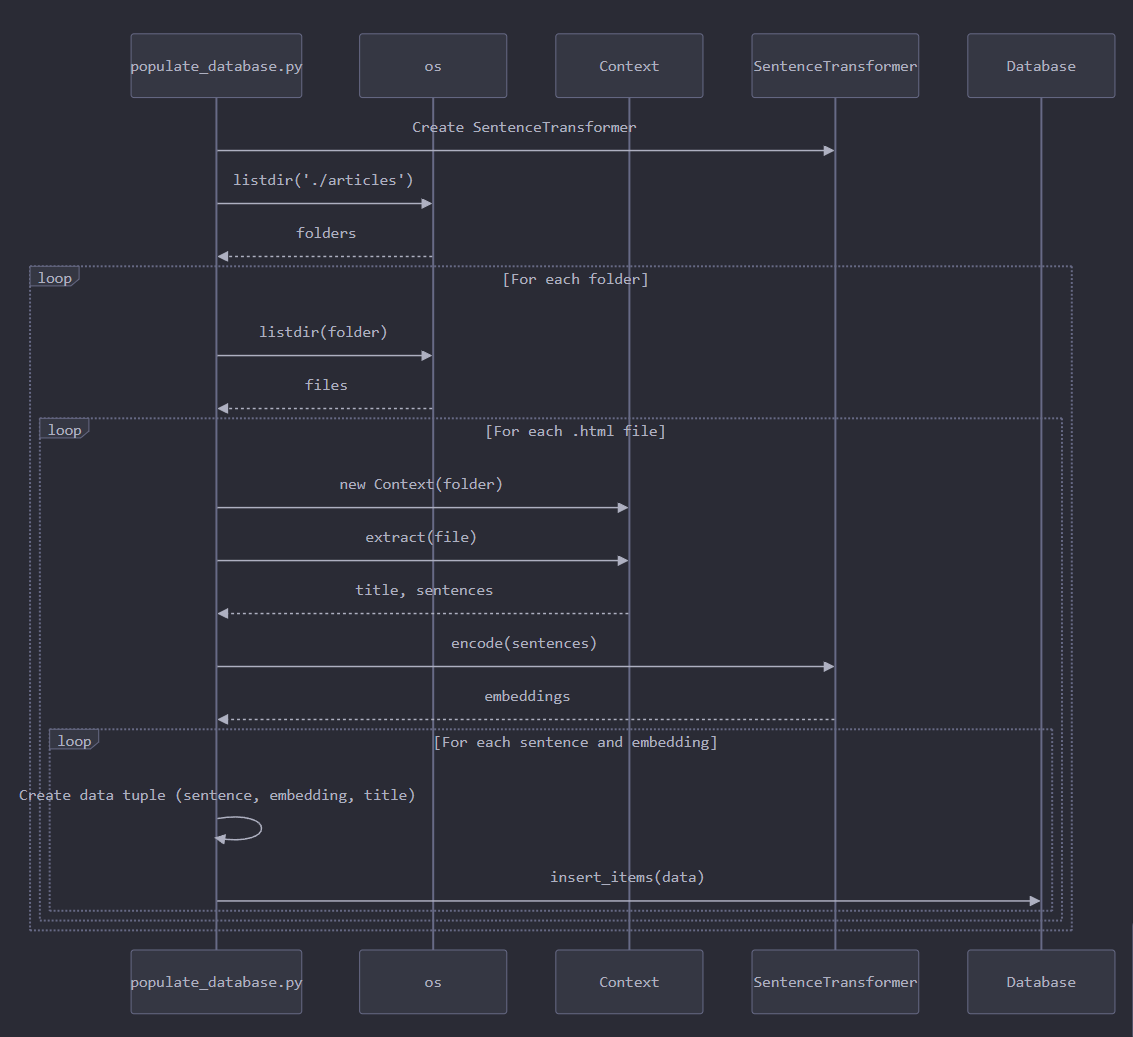 populate_database.py
os
Context
SentenceTransformer
Database
Create SentenceTransformer
listdir('./articles')
folders
loop
[For each folder]
listdir(folder)
files
loop
[For each .html file]
new Context(folder)
extract(file)
title, sentences
encode(sentences)
embeddings
loop
[For each sentence and embedding]
Create data tuple (sentence, embedding, title)
insert_items(data)
populate_database.py
os
Context
SentenceTransformer
Database